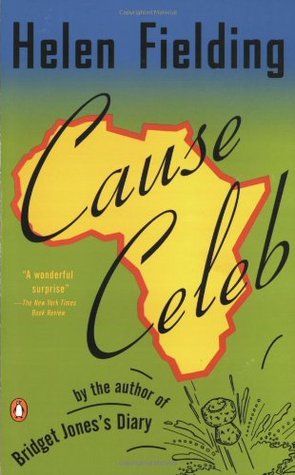 Helen Fielding
Cause
Celeb
"A wonderful
surprise"
—The New York Times
Book Review
by the author of
Bridget Jones's Diary